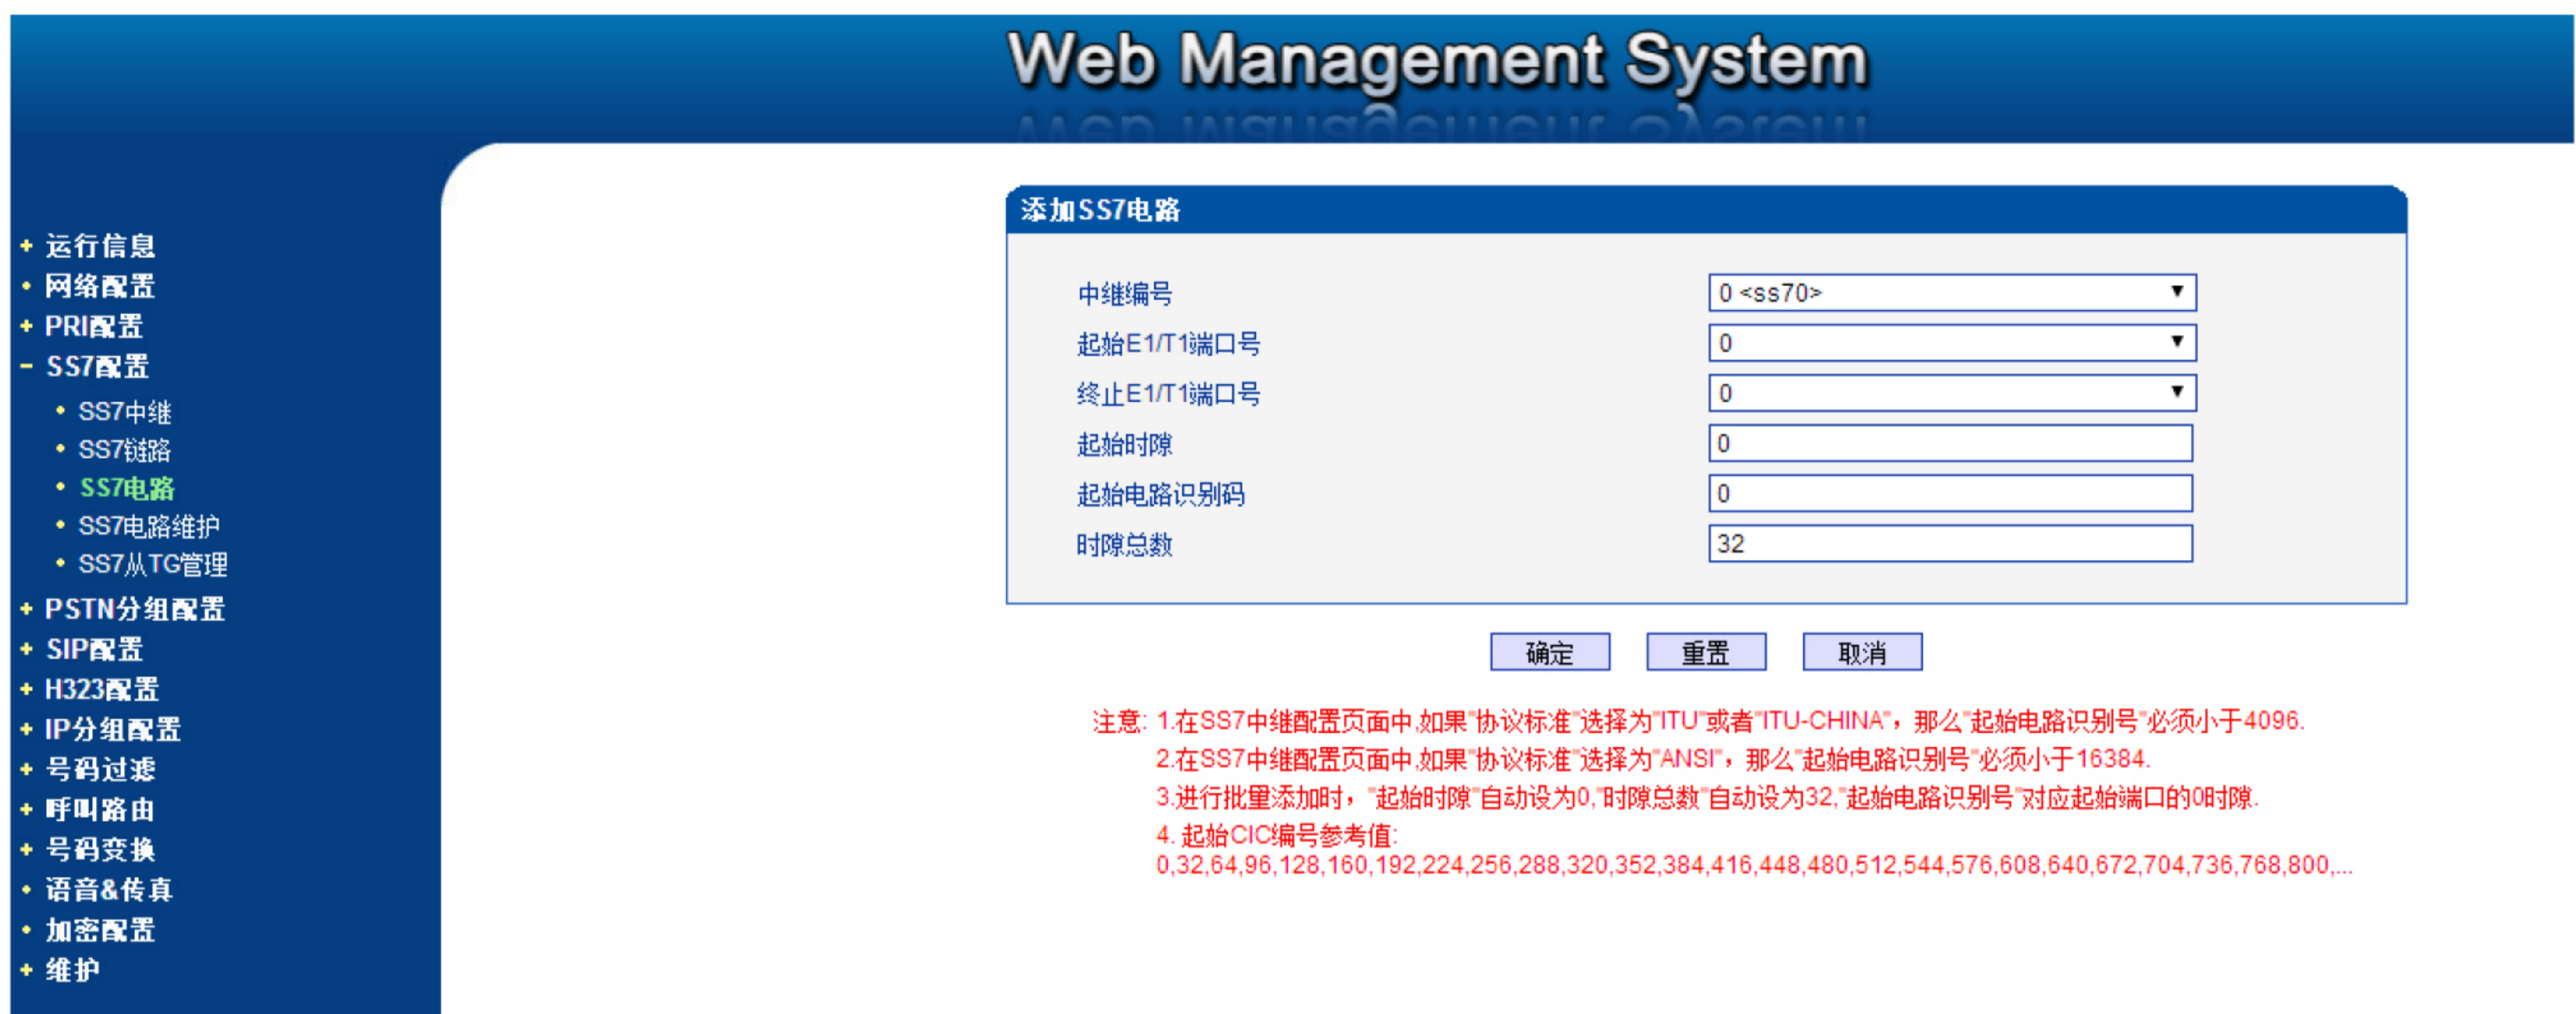 Web Management System
+ 运行信息
• 网络配置
+ PRI配置
− SS7配置
• SS7中继
• SS7链路
• SS7电路
• SS7电路维护
• SS7从TG管理
+ PSTN分组配置
+ SIP配置
+ H323配置
+ IP分组配置
+ 号码过滤
+ 呼叫路由
+ 号码变换
• 语音&传真
• 加密配置
+ 维护
添加SS7电路
中继编号 0 <ss70>
起始E1/T1端口号 0
终止E1/T1端口号 0
起始时隙 0
起始电路识别码 0
时隙总数 32
确定 重置 取消
注意: 1.在SS7中继配置页面中,如果"协议标准"选择为"ITU"或者"ITU-CHINA"，那么"起始电路识别号"必须小于4096.
2.在SS7中继配置页面中,如果"协议标准"选择为"ANSI"，那么"起始电路识别号"必须小于16384.
3.进行批量添加时，"起始时隙"自动设为0,"时隙总数"自动设为32,"起始电路识别号"对应起始端口的0时隙.
4. 起始CIC编号参考值:
0,32,64,96,128,160,192,224,256,288,320,352,384,416,448,480,512,544,576,608,640,672,704,736,768,800,...